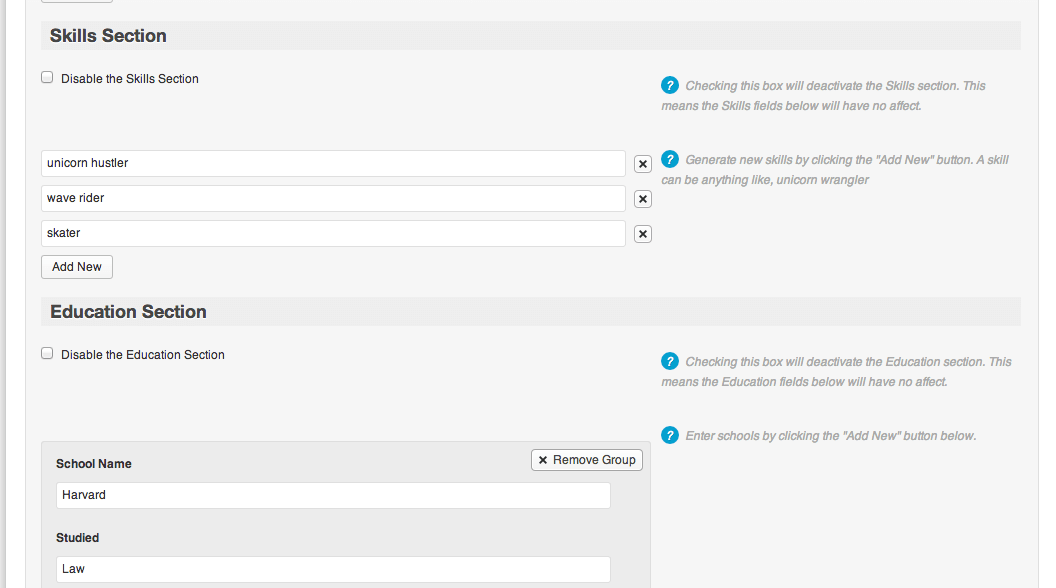 Skills Section
Disable the Skills Section
? Checking this box will deactivate the Skills section. This
means the Skills fields below will have no affect.
unicorn hustler
? Generate new skills by clicking the "Add New" button. A skill
can be anything like, unicorn wrangler
wave rider
skater
Add New
Education Section
Disable the Education Section
? Checking this box will deactivate the Education section. This
means the Education fields below will have no affect.
? Enter schools by clicking the "Add New" button below.
School Name
Remove Group
Harvard
Studied
Law